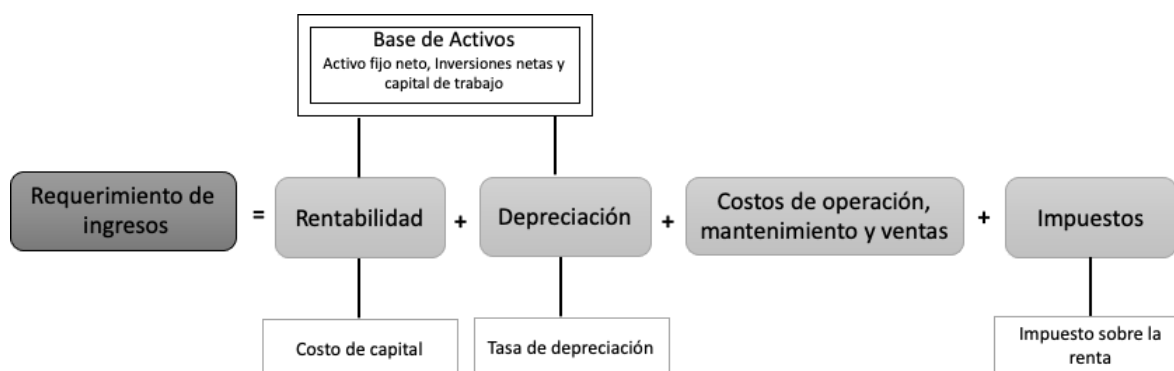 Base de Activos
Activo fijo neto, Inversiones netas y
capital de trabajo
Requerimiento de
ingresos
=
Rentabilidad
+
Depreciación
+
Costos de operación,
mantenimiento y ventas
+
Impuestos
Costo de capital
Tasa de depreciación
Impuesto sobre la
renta